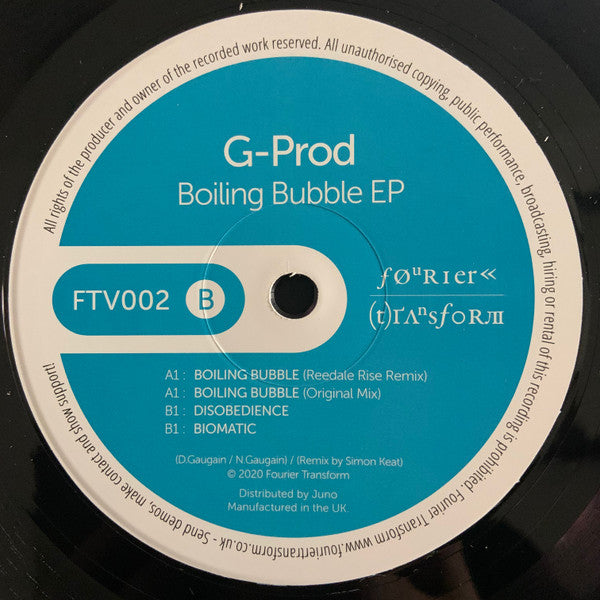 All rights of the producer and owner of the recorded work reserved. All unauthorised copying, public performance, broadcasting, hiring or rental of this recording is prohibited. Fourier Transform www.fouriertransform.co.uk - Send demos, make contact and show support!
G-Prod
Boiling Bubble EP
FTV002 B
føuRIer«
(t)rΛnsfoRm
A1: BOILING BUBBLE (Reedale Rise Remix)
A1: BOILING BUBBLE (Original Mix)
B1: DISOBEDIENCE
B1: BIOMATIC
(D.Gaugain / N.Gaugain) / (Remix by Simon Keat)
© 2020 Fourier Transform
Distributed by Juno
Manufactured in the UK.